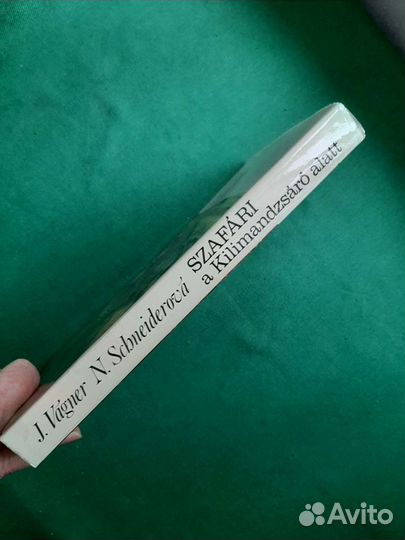 J. Vágner N. Schneiderová
SZAFÁRI
a Kilimandzsáró alatt
Avito